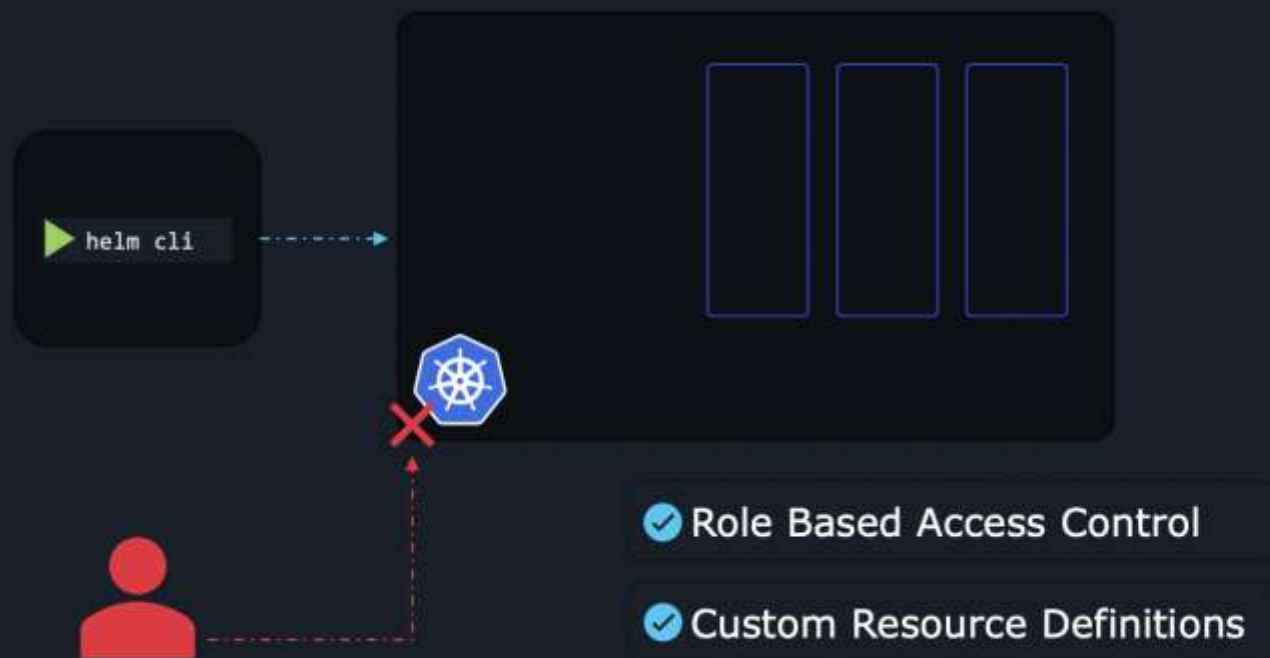 helm cli
Role Based Access Control
Custom Resource Definitions